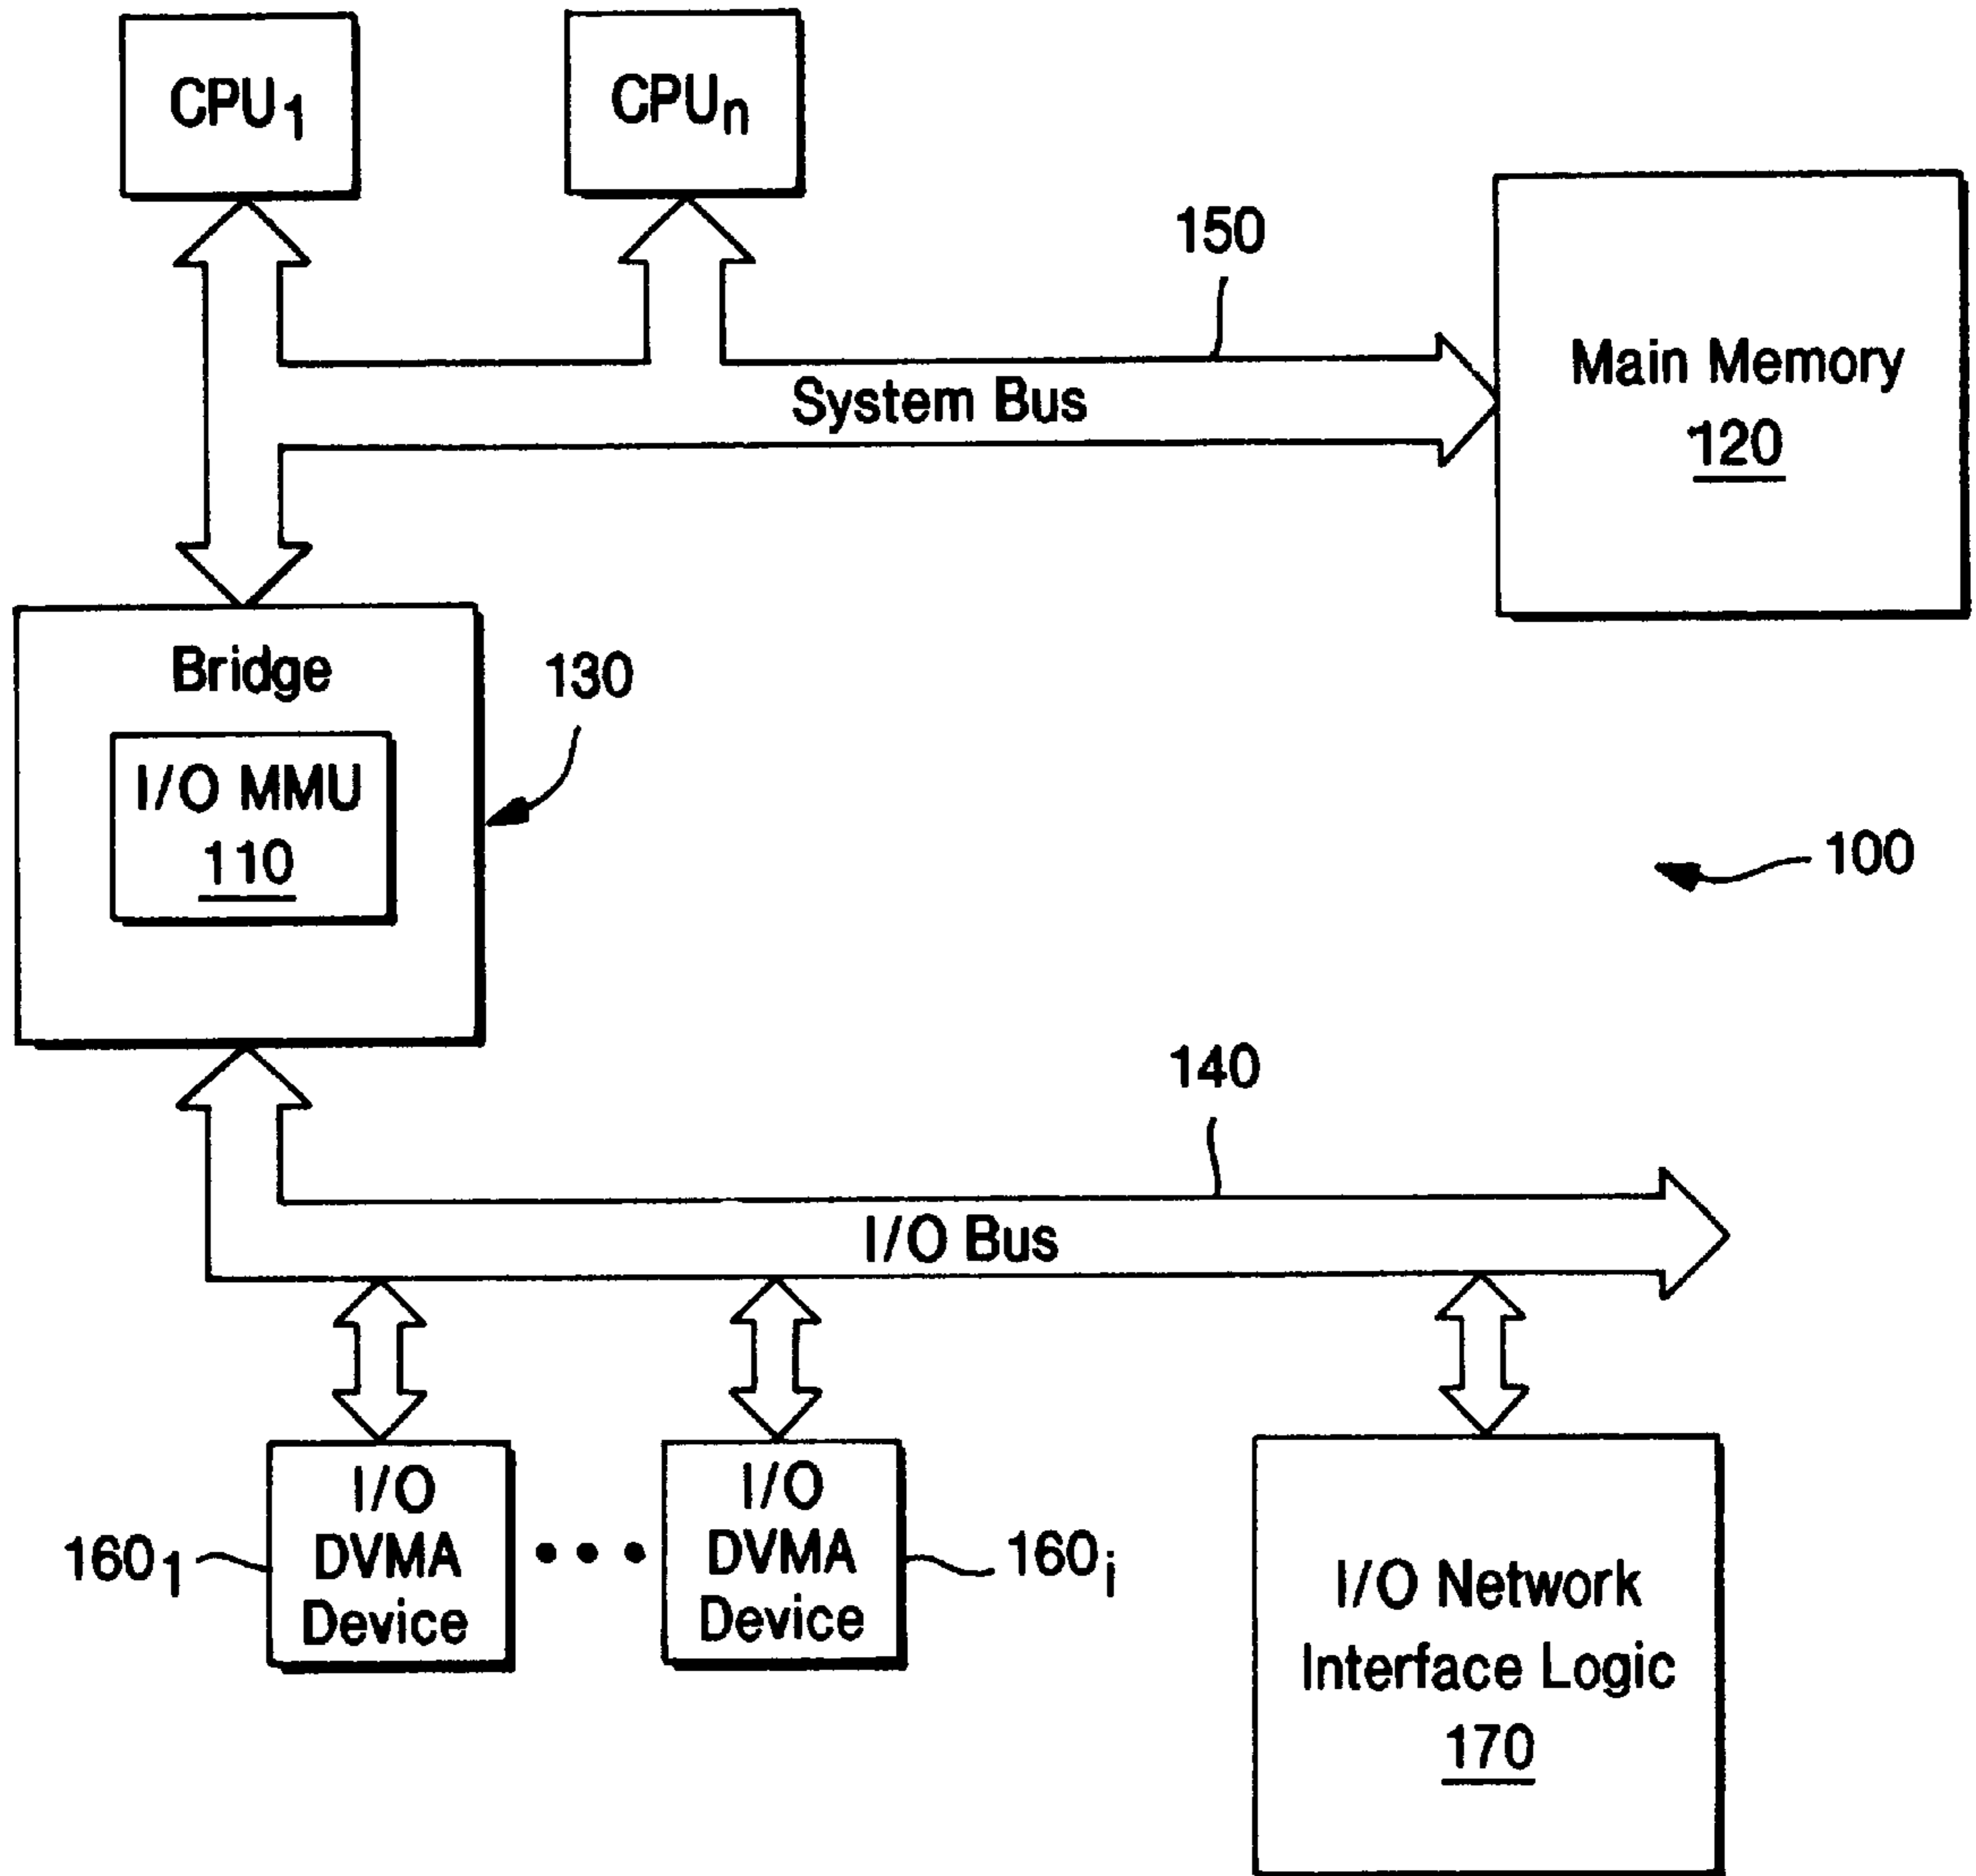 CPU₁
CPUₙ
150
Main Memory
120
System Bus
Bridge
130
I/O MMU
110
100
140
I/O Bus
160₁
I/O
DVMA
Device
I/O
DVMA
Device
160ᵢ
I/O Network
Interface Logic
170